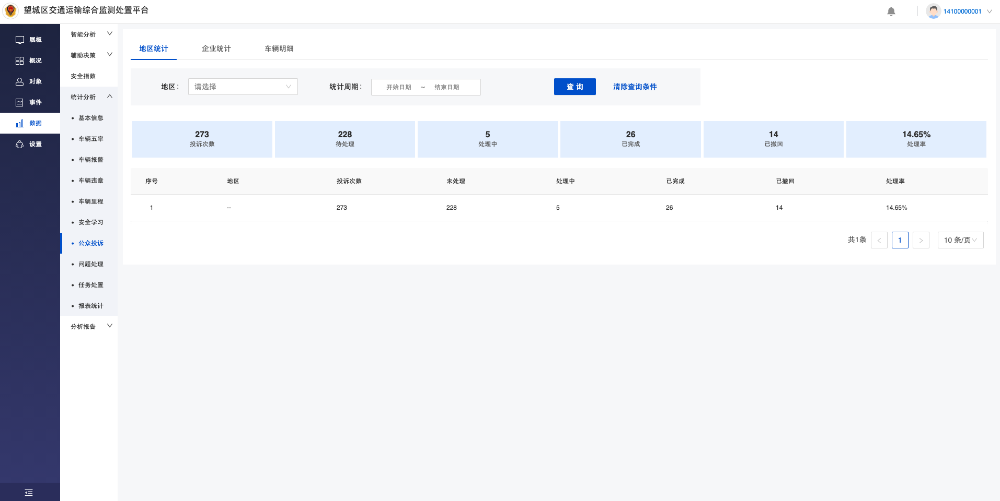 望城区交通运输综合监测处置平台
14100000001
展板
概况
对象
事件
数据
设置
智能分析
辅助决策
安全指数
统计分析
• 基本信息
• 车辆五率
• 车辆报警
• 车辆违章
• 车辆里程
• 安全学习
• 公众投诉
• 问题处理
• 任务处置
• 报表统计
分析报告
地区统计 企业统计 车辆明细
地区： 请选择 统计周期： 开始日期 ~ 结束日期 查 询 清除查询条件
273 228 5 26 14 14.65%
投诉次数 待处理 处理中 已完成 已撤回 处理率
序号 地区 投诉次数 未处理 处理中 已完成 已撤回 处理率
1 -- 273 228 5 26 14 14.65%
共1条 < 1 > 10 条/页